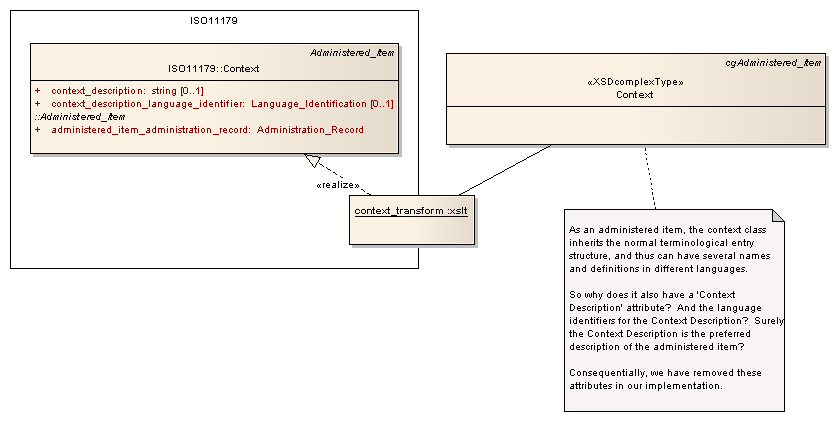 ISO11179
Administered_Item
ISO11179::Context
+ context_description: string [0..1]
+ context_description_language_identifier: Language_Identification [0..1]
::Administered_Item
+ administered_item_administration_record: Administration_Record
cgAdministered_Item
«XSDcomplexType»
Context
«realize»
context_transform :xslt
As an administered item, the context class
inherits the normal terminological entry
structure, and thus can have several names
and definitions in different languages.
So why does it also have a 'Context
Description' attribute? And the language
identifiers for the Context Description? Surely
the Context Description is the preferred
description of the administered item?
Consequentially, we have removed these
attributes in our implementation.